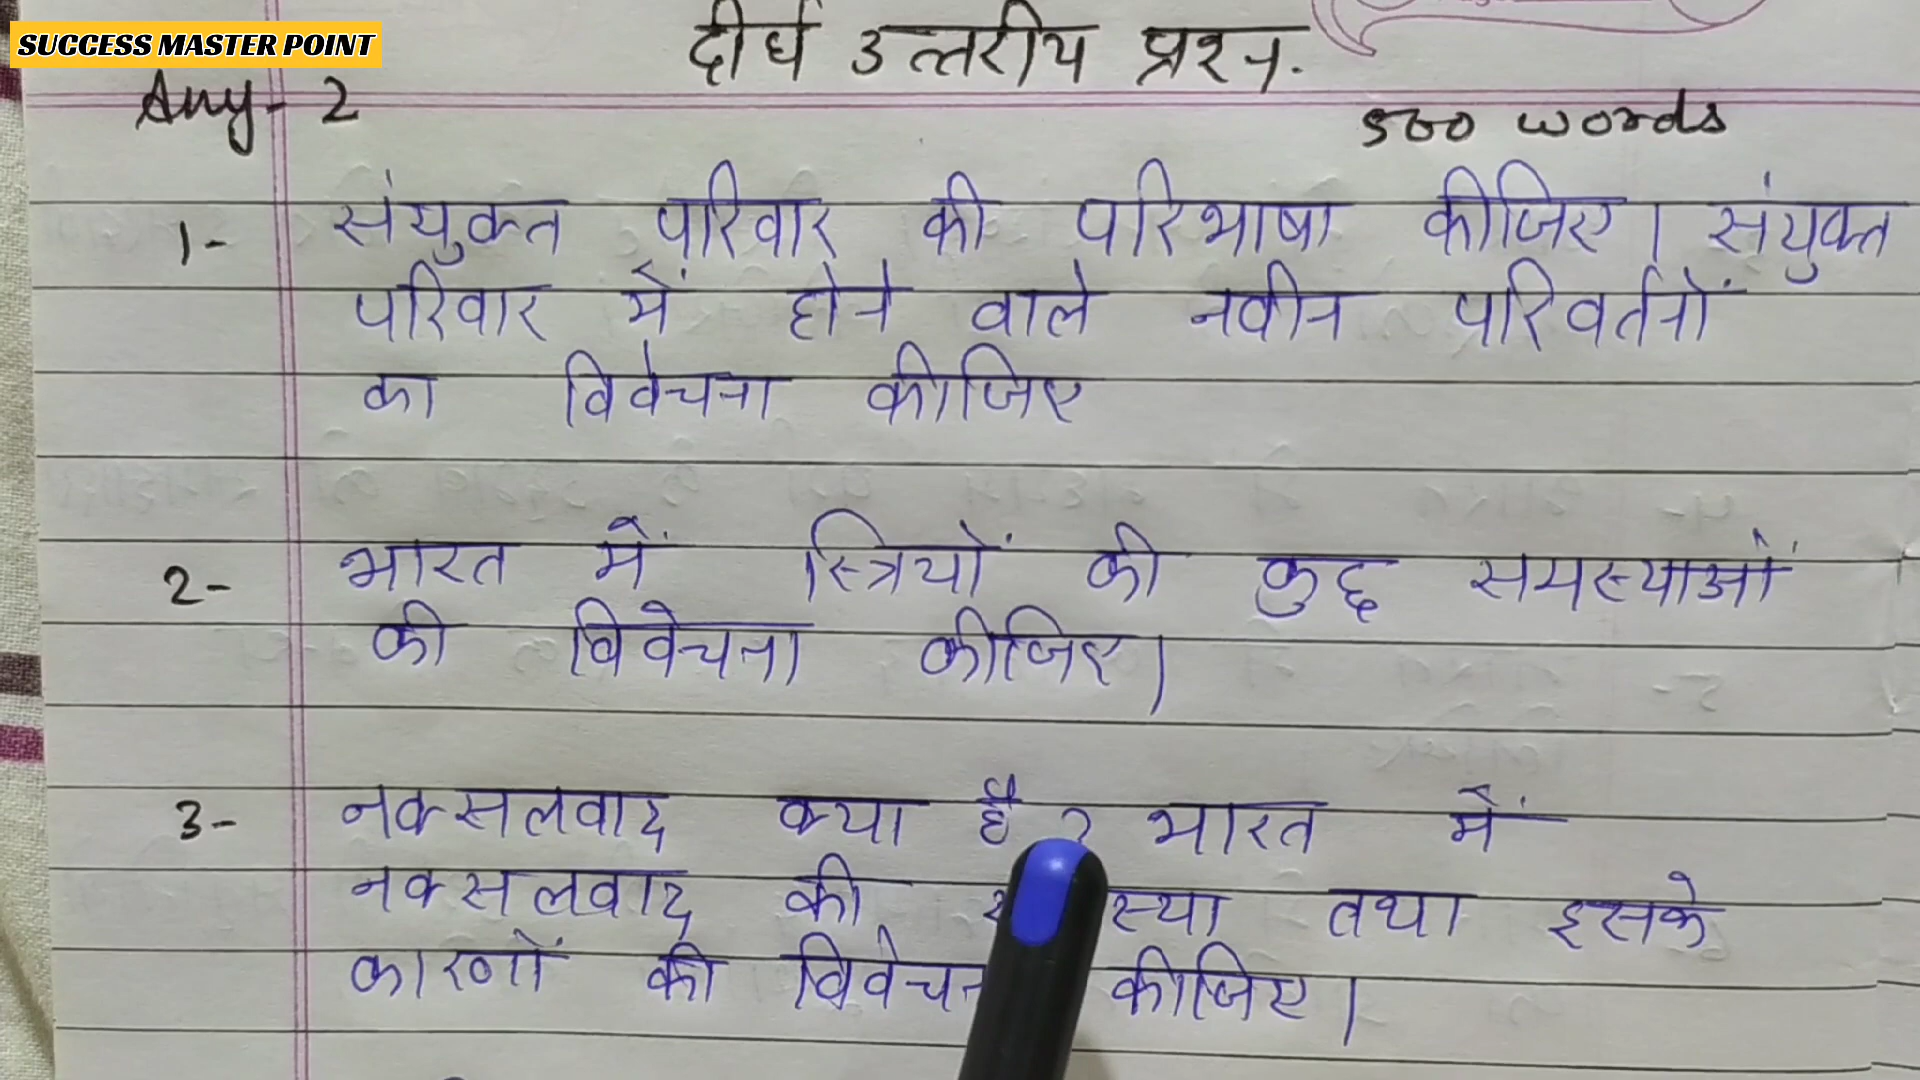 SUCCESS MASTER POINT
दीर्घ उत्तरीय प्रश्न.
Any- 2
500 words
1- संयुक्त परिवार की परिभाषा कीजिए। संयुक्त
परिवार में होने वाले नवीन परिवर्तनों
का विवेचना कीजिए
2- भारत में स्त्रियों की कुछ समस्याओं
की विवेचना कीजिए।
3- नक्सलवाद क्या है ? भारत में
नक्सलवाद की तथा इसके
कारणों की कीजिए।